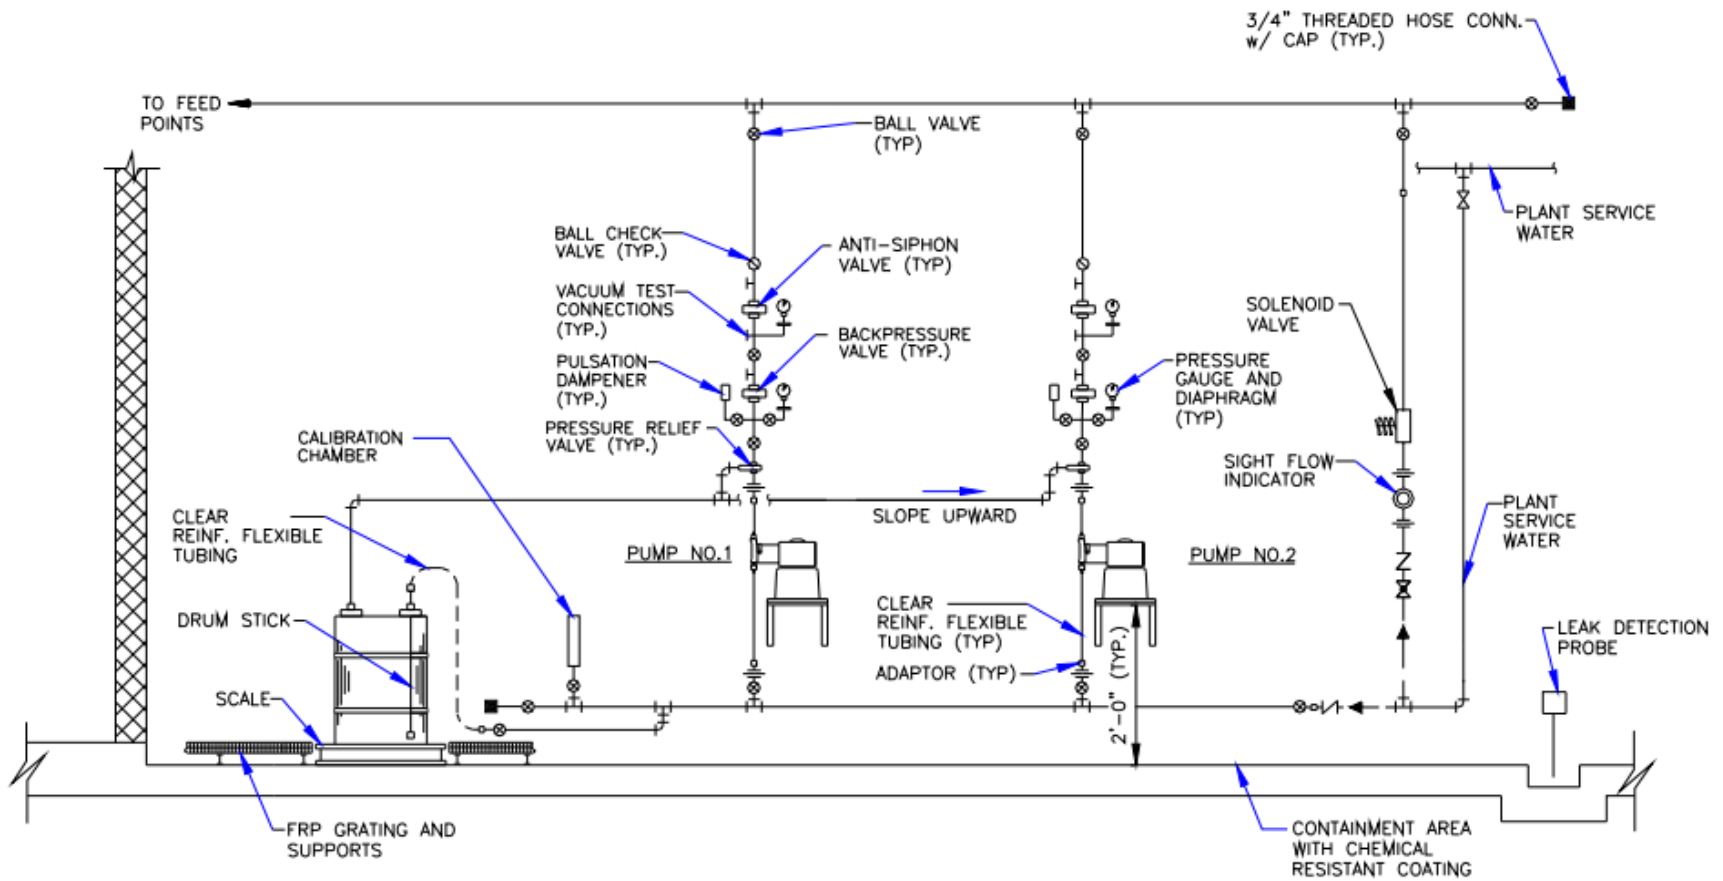 3/4" THREADED HOSE CONN.
w/ CAP (TYP.)
TO FEED
POINTS
BALL VALVE
(TYP)
PLANT SERVICE
WATER
BALL CHECK
VALVE (TYP.)
ANTI-SIPHON
VALVE (TYP)
VACUUM TEST
CONNECTIONS
(TYP.)
BACKPRESSURE
VALVE (TYP.)
SOLENOID
VALVE
PULSATION
DAMPENER
(TYP.)
PRESSURE
GAUGE AND
DIAPHRAGM
(TYP)
PRESSURE RELIEF
VALVE (TYP.)
CALIBRATION
CHAMBER
SIGHT FLOW
INDICATOR
CLEAR
REINF. FLEXIBLE
TUBING
SLOPE UPWARD
PLANT
SERVICE
WATER
PUMP NO.1
PUMP NO.2
DRUM STICK
CLEAR
REINF. FLEXIBLE
TUBING (TYP)
ADAPTOR (TYP)
2'-0" (TYP.)
LEAK DETECTION
PROBE
SCALE
FRP GRATING AND
SUPPORTS
CONTAINMENT AREA
WITH CHEMICAL
RESISTANT COATING